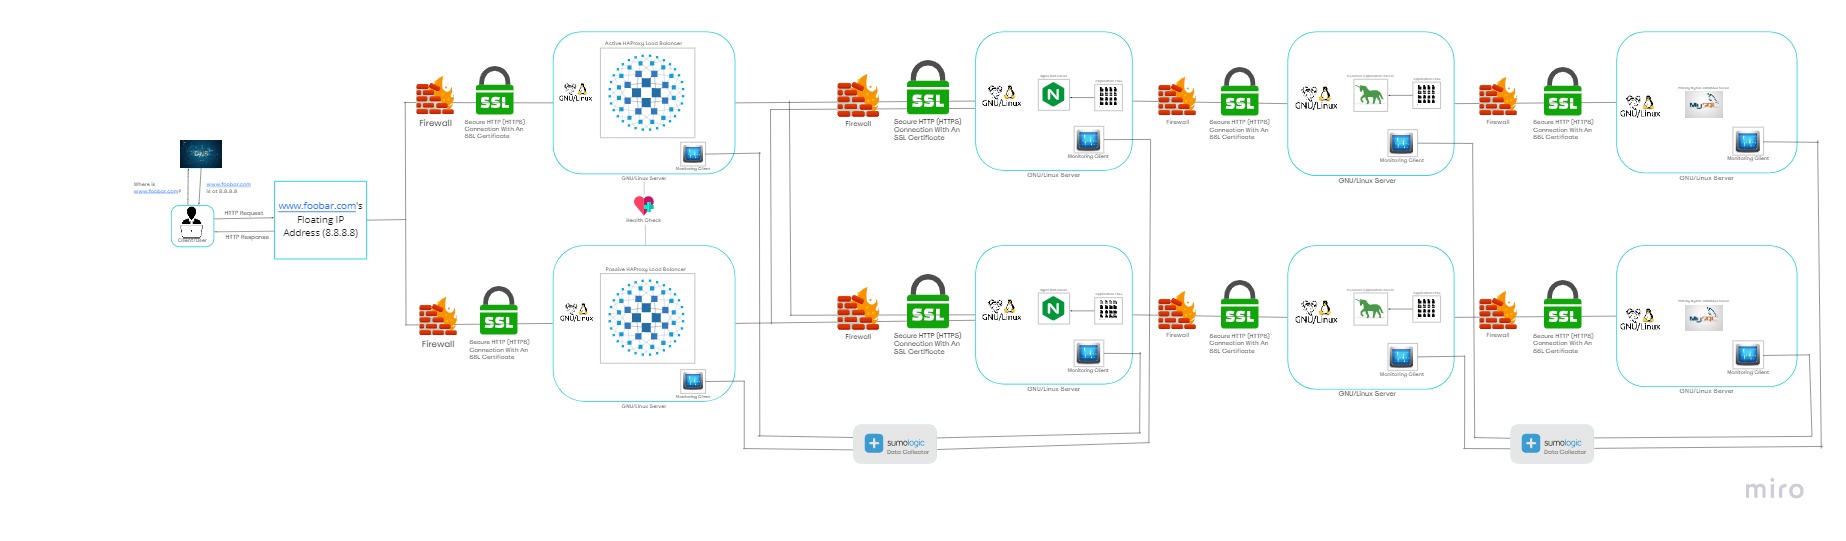 DNS
Where is
www.foobar.com?
www.foobar.com
is at 8.8.8.8
Client/User
HTTP Request
HTTP Response
www.foobar.com's
Floating IP
Address (8.8.8.8)
Firewall
SSL
Secure HTTP (HTTPS)
Connection With An
SSL Certificate
Active HAProxy Load Balancer
GNU/Linux
Monitoring Client
GNU/Linux Server
Health Check
Firewall
SSL
Secure HTTP (HTTPS)
Connection With An
SSL Certificate
Passive HAProxy Load Balancer
GNU/Linux
Monitoring Client
GNU/Linux Server
Firewall
SSL
Secure HTTP (HTTPS)
Connection With An
SSL Certificate
GNU/Linux
N
Monitoring Client
GNU/Linux Server
Firewall
SSL
Secure HTTP (HTTPS)
Connection With An
SSL Certificate
GNU/Linux
Monitoring Client
GNU/Linux Server
Firewall
SSL
Secure HTTP (HTTPS)
Connection With An
SSL Certificate
GNU/Linux
MySQL
Monitoring Client
GNU/Linux Server
Firewall
SSL
Secure HTTP (HTTPS)
Connection With An
SSL Certificate
GNU/Linux
N
Monitoring Client
GNU/Linux Server
Firewall
SSL
Secure HTTP (HTTPS)
Connection With An
SSL Certificate
GNU/Linux
Monitoring Client
GNU/Linux Server
Firewall
SSL
Secure HTTP (HTTPS)
Connection With An
SSL Certificate
GNU/Linux
MySQL
Monitoring Client
GNU/Linux Server
sumologic
Data Collector
sumologic
Data Collector
miro